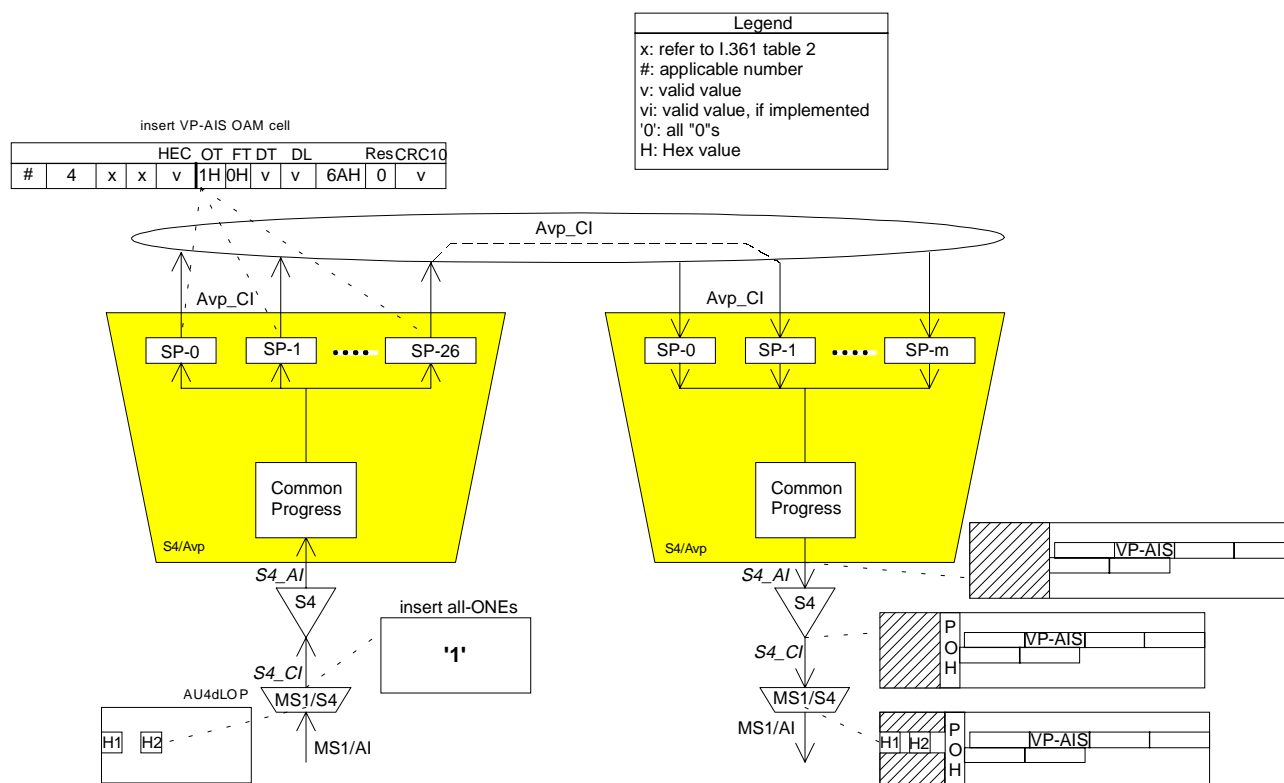 Legend
x: refer to I.361 table 2
#: applicable number
v: valid value
vi: valid value, if implemented
'0': all "0"s
H: Hex value
insert VP-AIS OAM cell
HEC OT FT DT DL Res CRC10
# 4 x x v 1H 0H v v 6AH 0 v
Avp_CI
Avp_CI Avp_CI
SP-0 SP-1 SP-26 SP-0 SP-1 SP-m
Common
Progress
Common
Progress
S4/Avp S4/Avp
VP-AIS
S4_AI S4_AI
S4 S4
insert all-ONEs
'1'
P
O
H
VP-AIS
S4_CI S4_CI
AU4dLOP
MS1/S4 MS1/S4
H1 H2
MS1/AI MS1/AI
H1 H2
P
O
H
VP-AIS